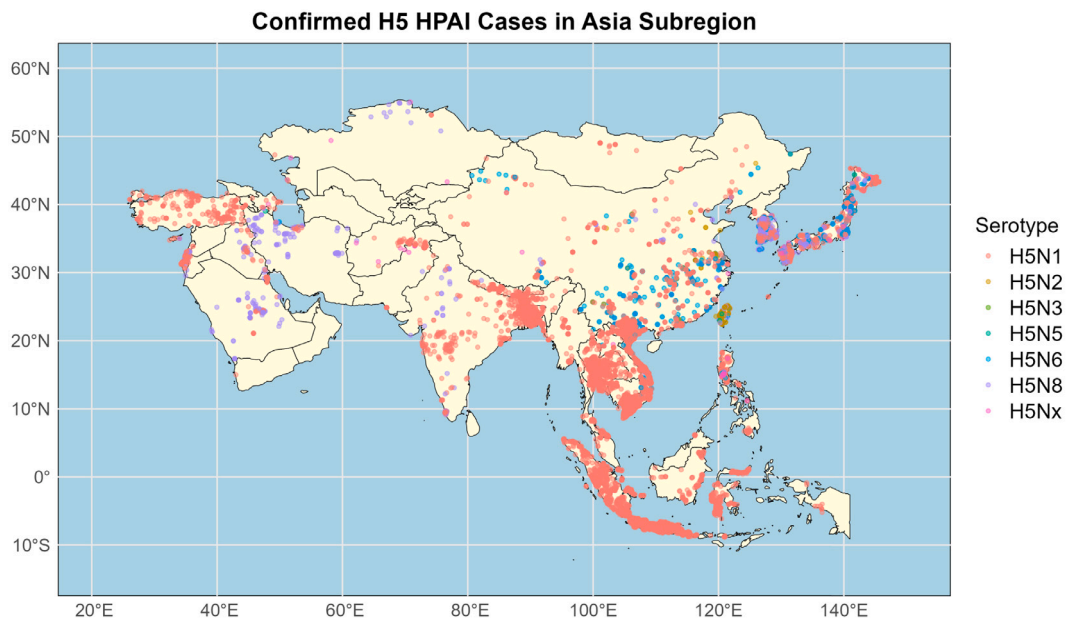 Confirmed H5 HPAI Cases in Asia Subregion
60°N
50°N
40°N
30°N
20°N
10°N
0°
10°S
20°E
40°E
60°E
80°E
100°E
120°E
140°E
Serotype
H5N1
H5N2
H5N3
H5N5
H5N6
H5N8
H5Nx